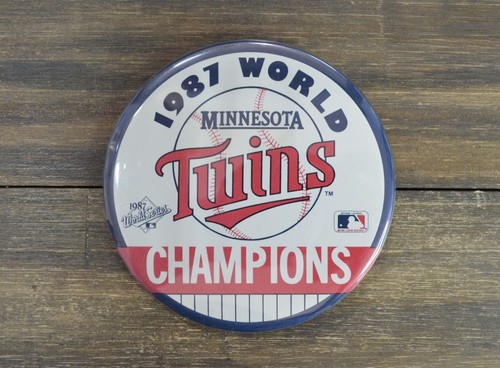 1987 WORLD
MINNESOTA
Twins
TM
1987
World Series
CHAMPIONS